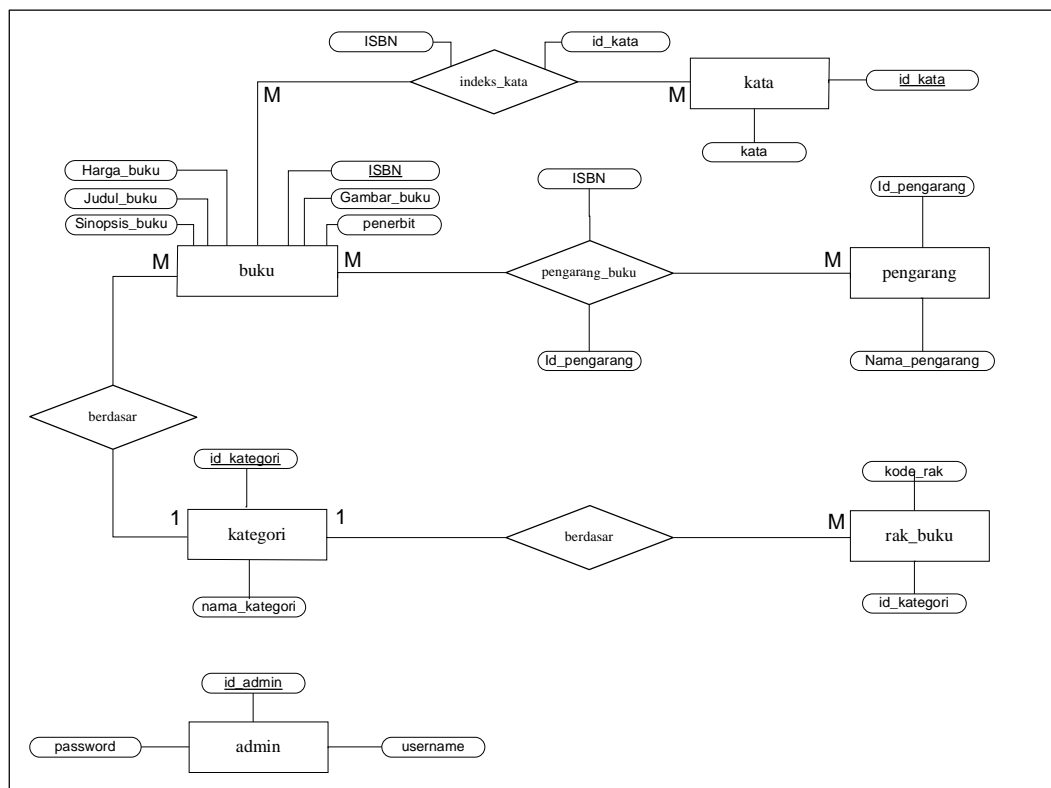 ISBN
id_kata
indeks_kata
M
M
kata
id_kata
kata
Harga_buku
Judul_buku
Sinopsis_buku
ISBN
Gambar_buku
penerbit
M
buku
M
ISBN
pengarang_buku
Id_pengarang
M
Id_pengarang
pengarang
Nama_pengarang
berdasar
id_kategori
1
kategori
1
nama_kategori
berdasar
M
kode_rak
rak_buku
id_kategori
id_admin
password
admin
username